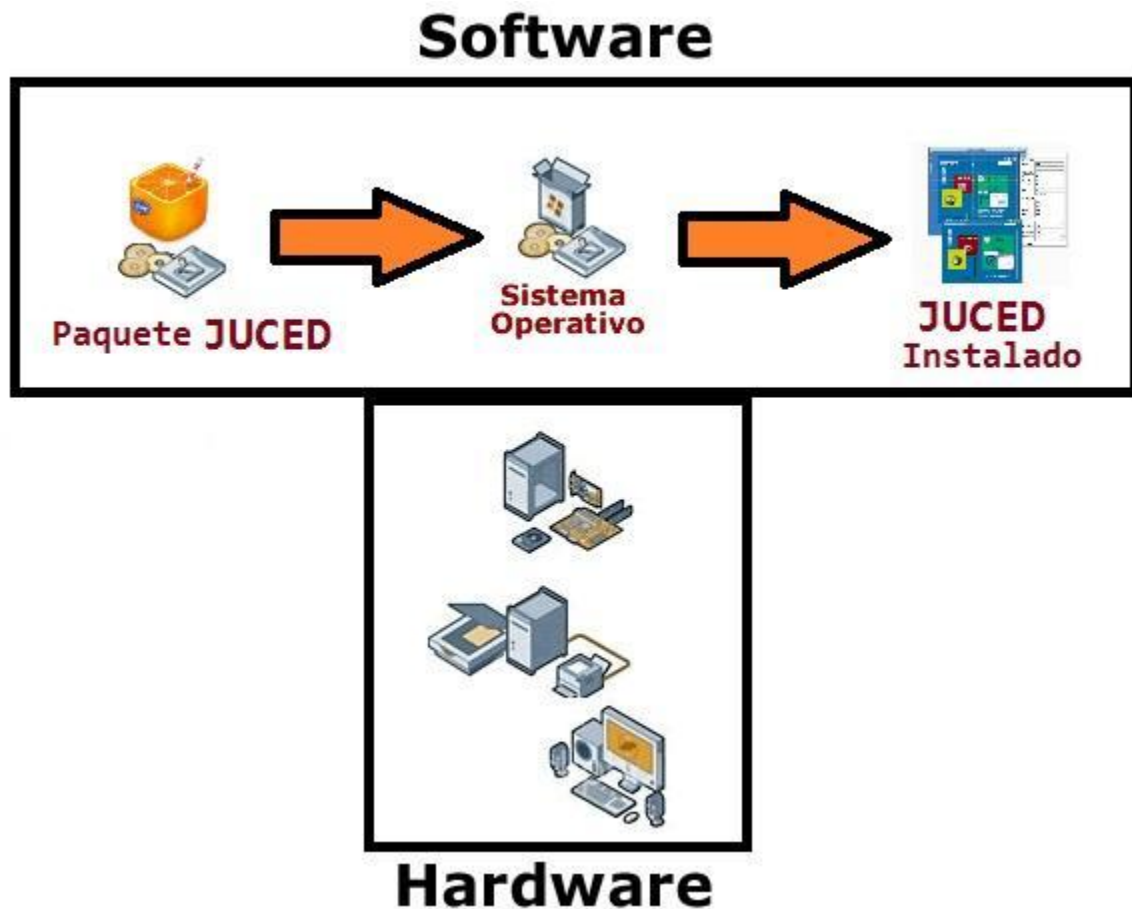 Software
Paquete JUCED
Sistema
Operativo
JUCED
Instalado
Hardware